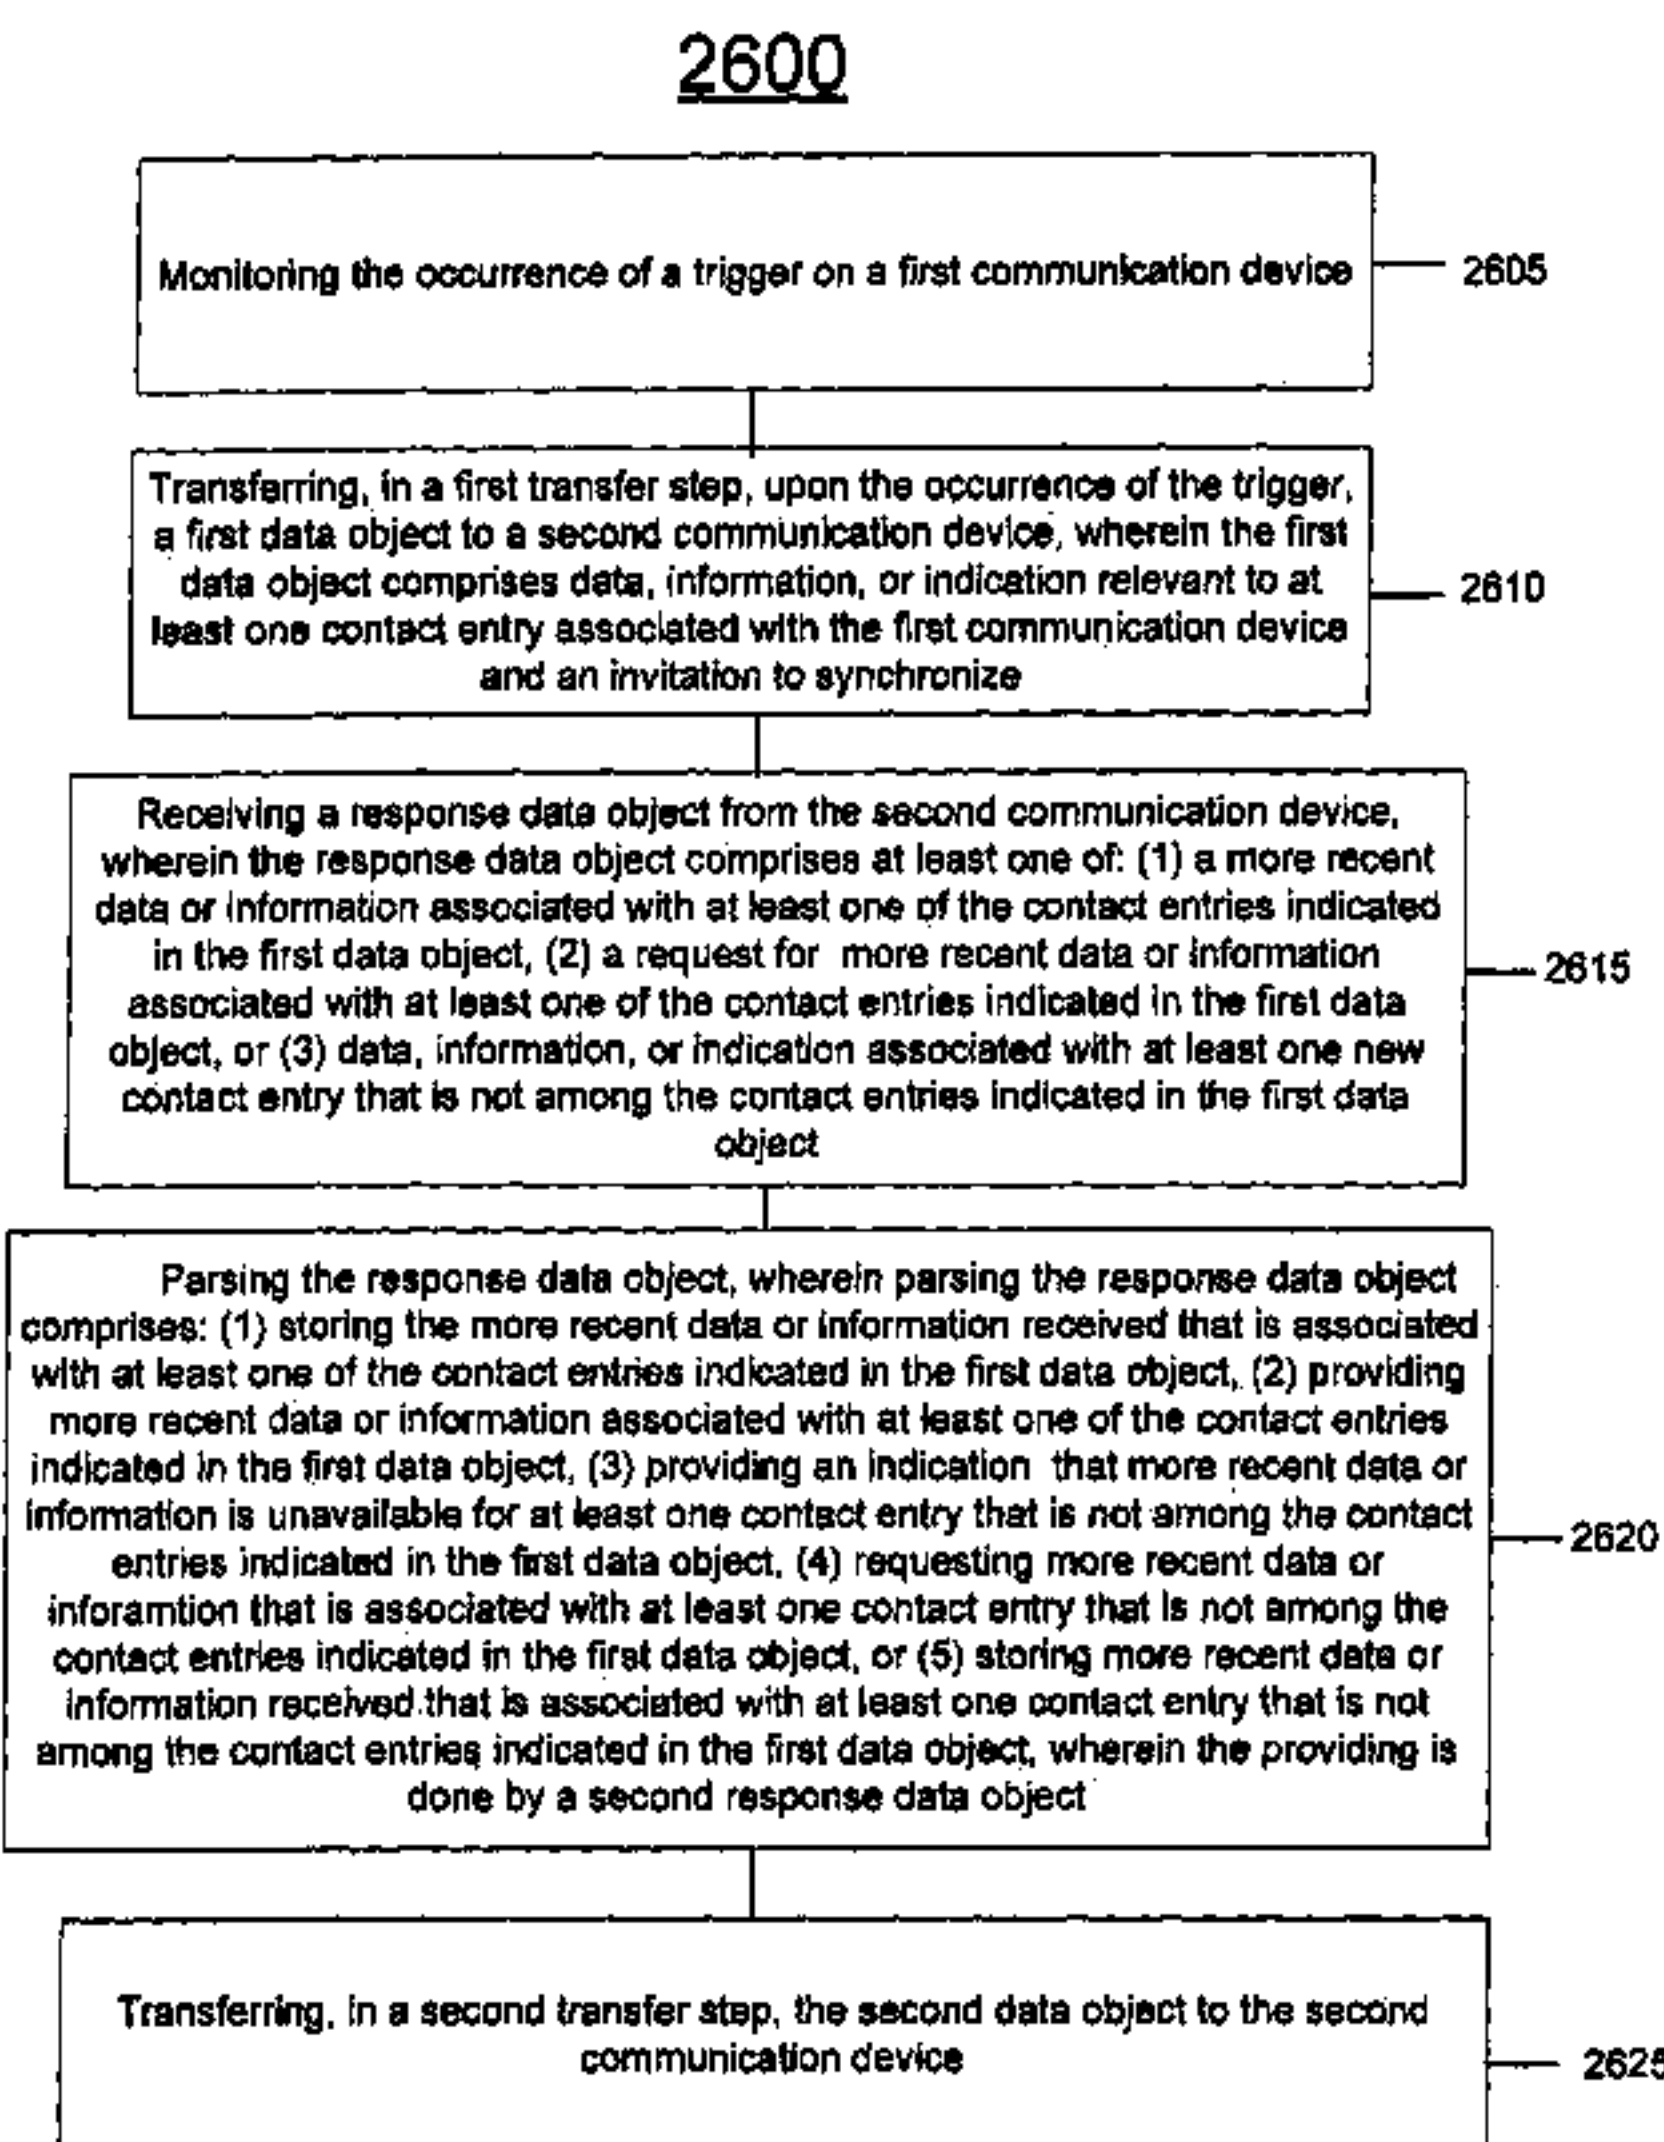 2600
Monitoring the occurrence of a trigger on a first communication device
2605
Transferring, in a first transfer step, upon the occurrence of the trigger,
a first data object to a second communication device, wherein the first
data object comprises data, information, or indication relevant to at
least one contact entry associated with the first communication device
and an invitation to synchronize
2610
Receiving a response data object from the second communication device,
wherein the response data object comprises at least one of: (1) a more recent
data or information associated with at least one of the contact entries indicated
in the first data object, (2) a request for more recent data or information
associated with at least one of the contact entries indicated in the first data
object, or (3) data, information, or indication associated with at least one new
contact entry that is not among the contact entries indicated in the first data
object
2615
Parsing the response data object, wherein parsing the response data object
comprises: (1) storing the more recent data or information received that is associated
with at least one of the contact entries indicated in the first data object, (2) providing
more recent data or information associated with at least one of the contact entries
indicated in the first data object, (3) providing an indication that more recent data or
information is unavailable for at least one contact entry that is not among the contact
entries indicated in the first data object, (4) requesting more recent data or
inforamtion that is associated with at least one contact entry that is not among the
contact entries indicated in the first data object, or (5) storing more recent data or
information received that is associated with at least one contact entry that is not
among the contact entries indicated in the first data object, wherein the providing is
done by a second response data object
2620
Transferring, in a second transfer step, the second data object to the second
communication device
2625